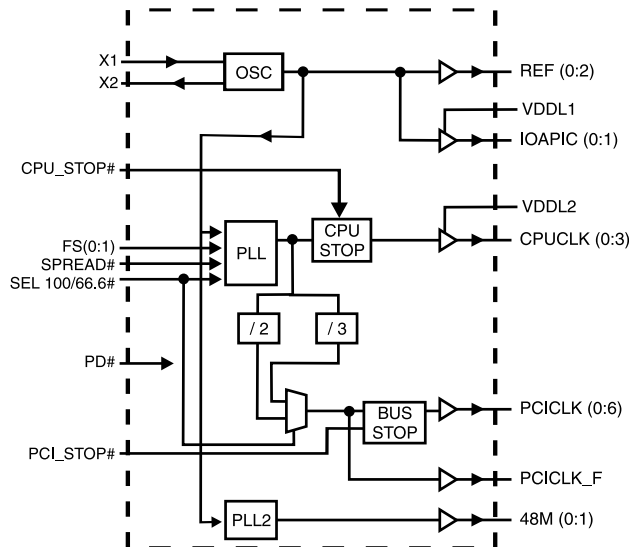 X1
X2
OSC
REF (0:2)
VDDL1
IOAPIC (0:1)
CPU_STOP#
VDDL2
FS(0:1)
SPREAD#
SEL 100/66.6#
PLL
CPU
STOP
CPUCLK (0:3)
/ 2
/ 3
PD#
BUS
STOP
PCICLK (0:6)
PCI_STOP#
PCICLK_F
PLL2
48M (0:1)